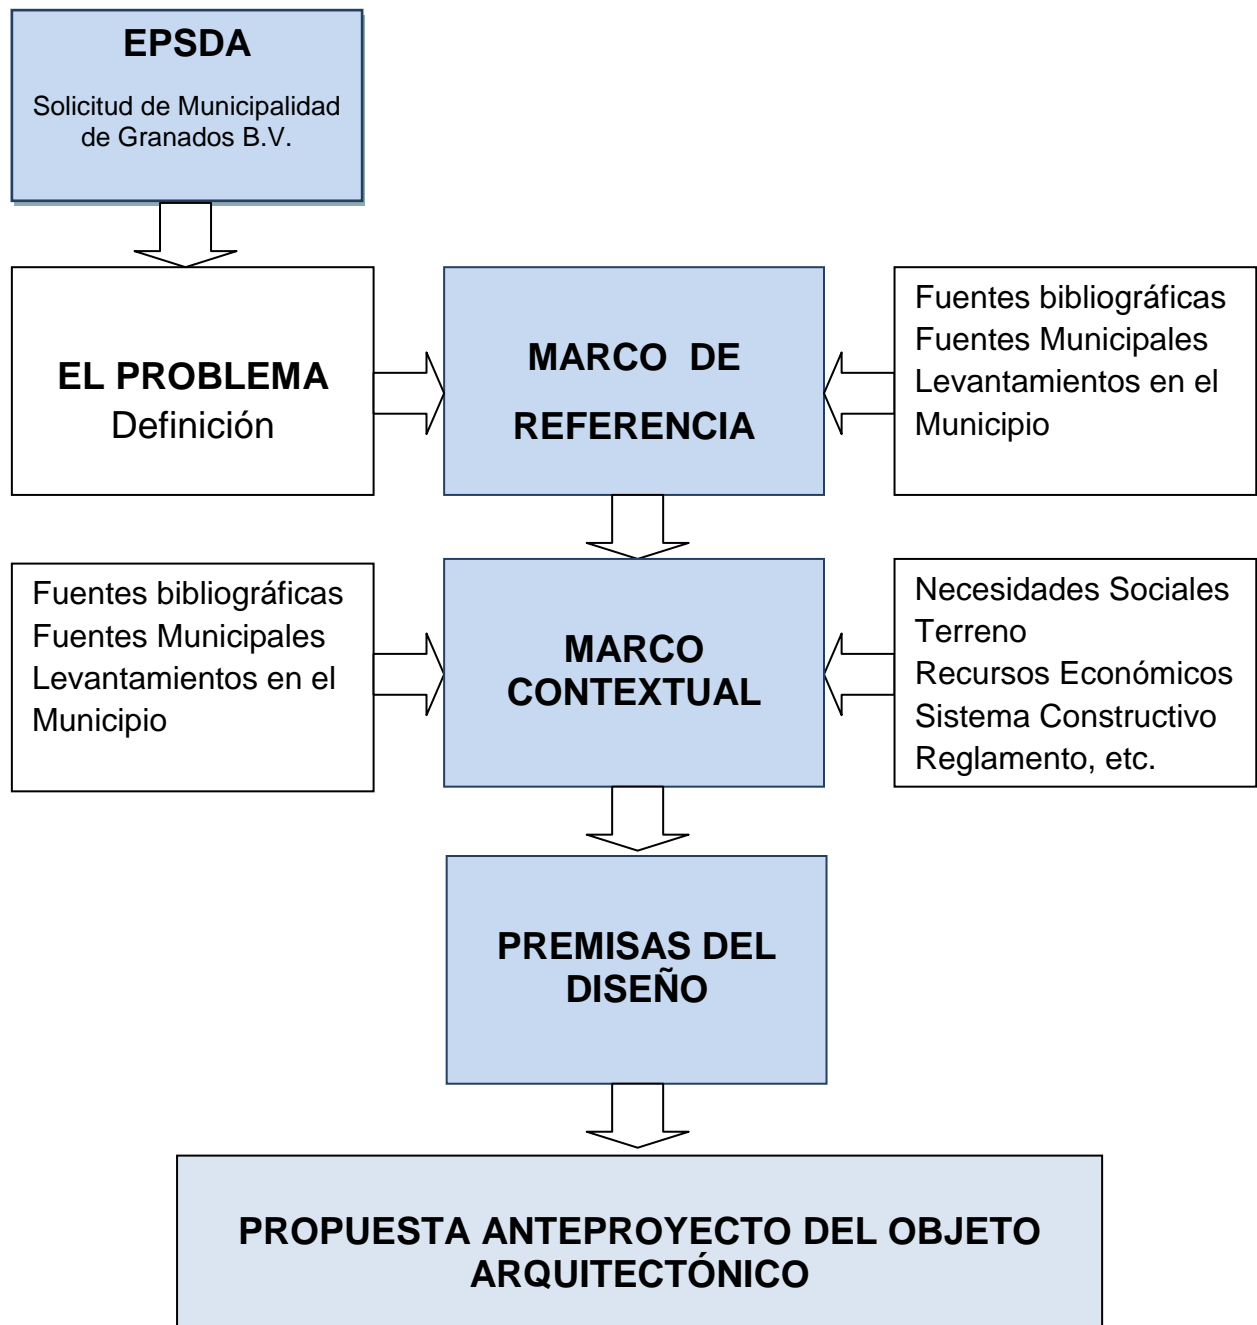 EPSDA
Solicitud de Municipalidad
de Granados B.V.
EL PROBLEMA
Definición
MARCO DE
REFERENCIA
Fuentes bibliográficas
Fuentes Municipales
Levantamientos en el
Municipio
Fuentes bibliográficas
Fuentes Municipales
Levantamientos en el
Municipio
MARCO
CONTEXTUAL
Necesidades Sociales
Terreno
Recursos Económicos
Sistema Constructivo
Reglamento, etc.
PREMISAS DEL
DISEÑO
PROPUESTA ANTEPROYECTO DEL OBJETO
ARQUITECTÓNICO